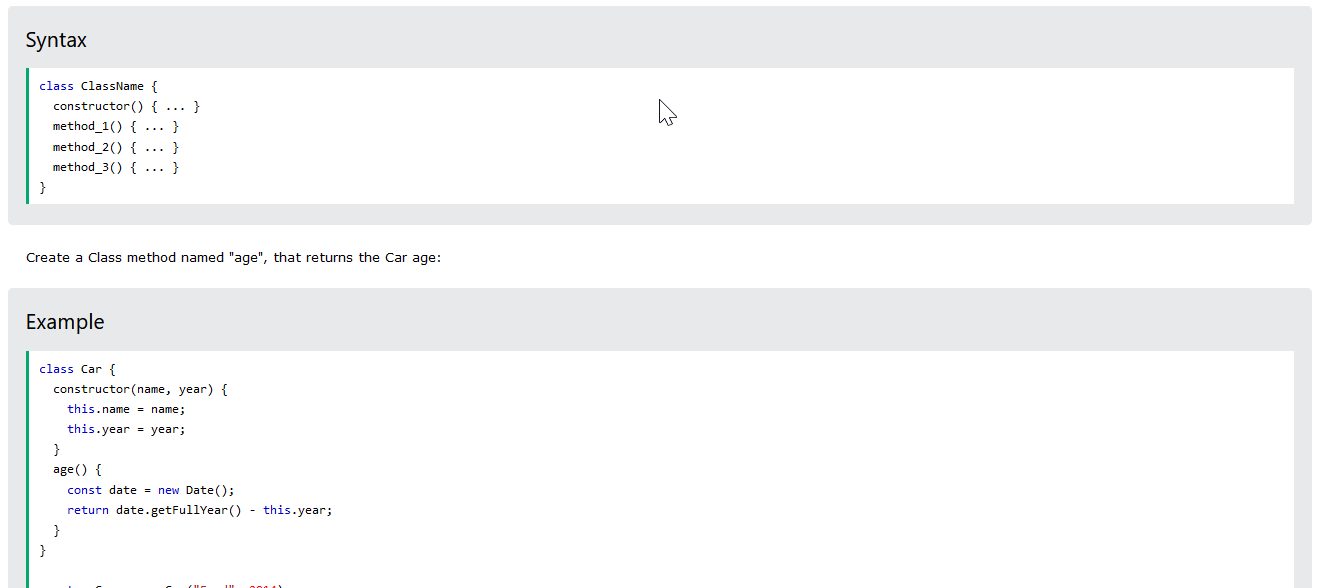 Syntax
class ClassName {
  constructor() { ... }
  method_1() { ... }
  method_2() { ... }
  method_3() { ... }
}
Create a Class method named "age", that returns the Car age:
Example
class Car {
  constructor(name, year) {
    this.name = name;
    this.year = year;
  }
  age() {
    const date = new Date();
    return date.getFullYear() - this.year;
  }
}